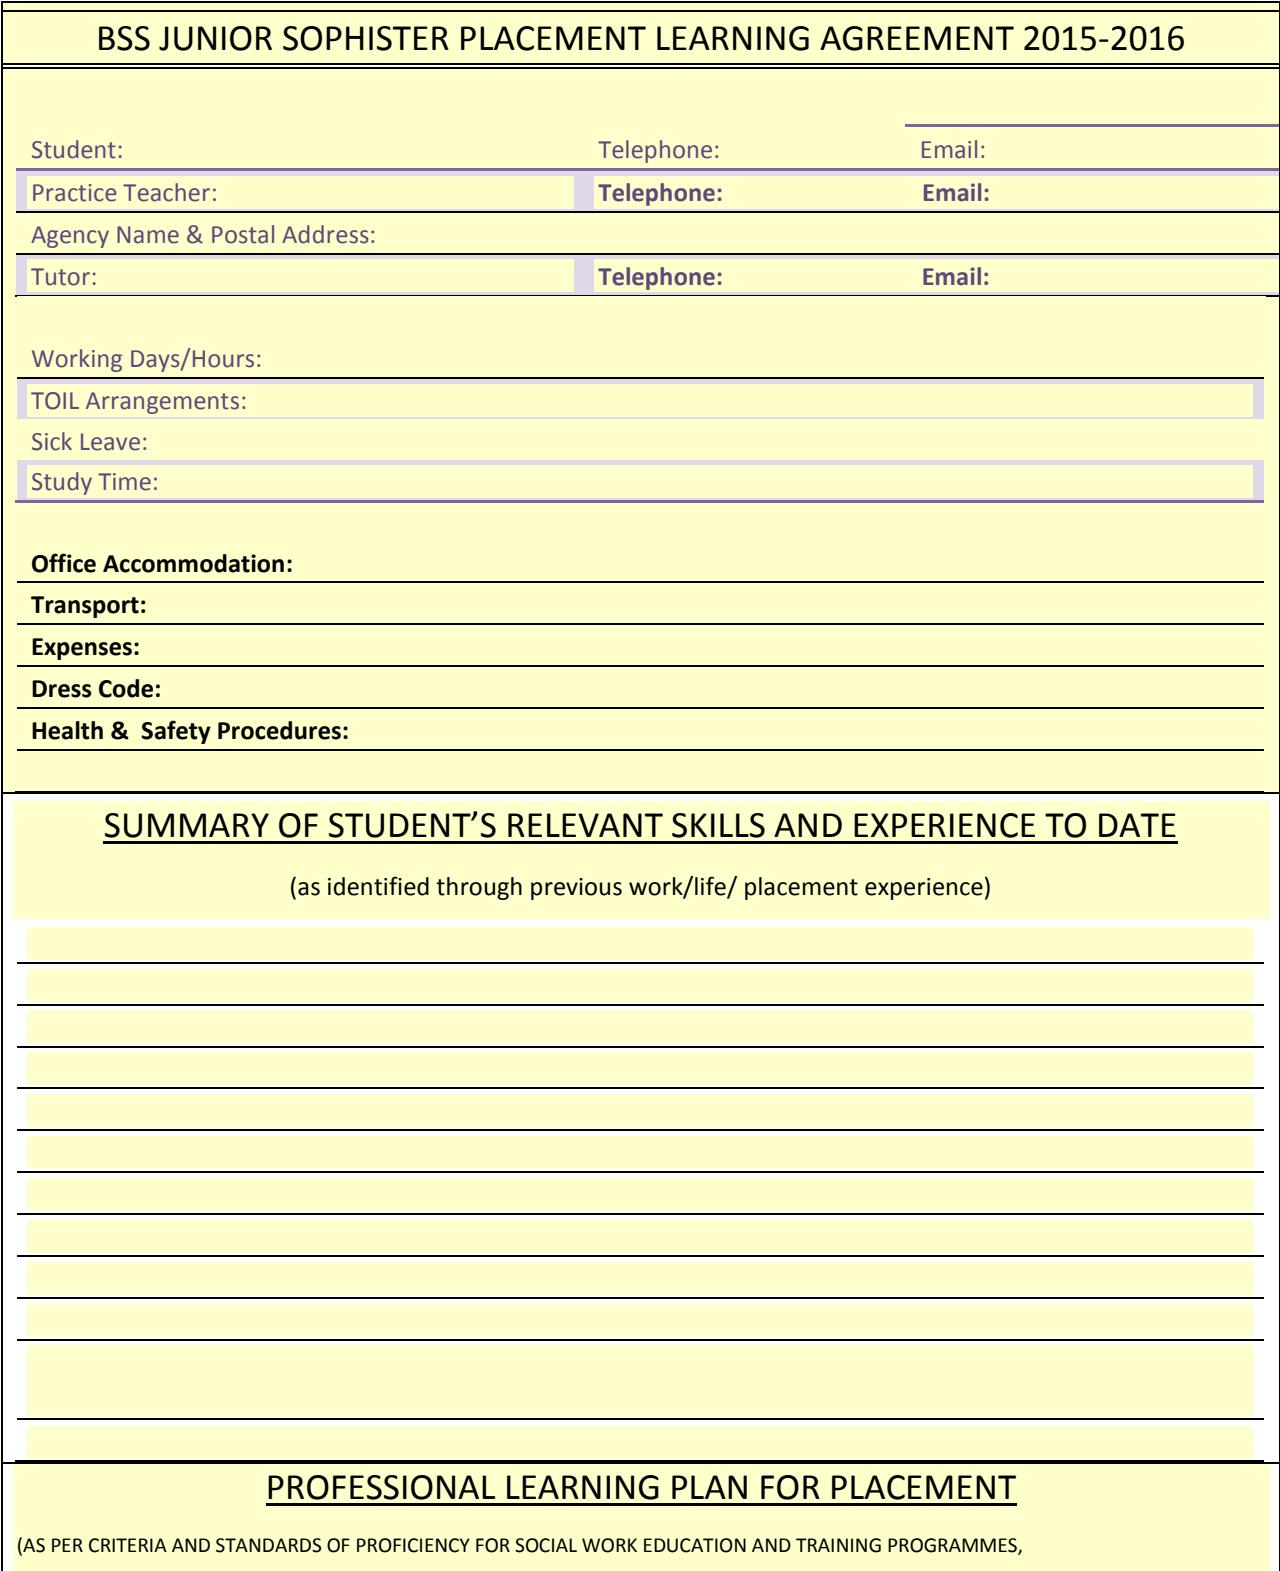 BSS JUNIOR SOPHISTER PLACEMENT LEARNING AGREEMENT 2015-2016
Student: Telephone: Email:
Practice Teacher: Telephone: Email:
Agency Name & Postal Address:
Tutor: Telephone: Email:
Working Days/Hours:
TOIL Arrangements:
Sick Leave:
Study Time:
Office Accommodation:
Transport:
Expenses:
Dress Code:
Health & Safety Procedures:
SUMMARY OF STUDENT’S RELEVANT SKILLS AND EXPERIENCE TO DATE
(as identified through previous work/life/ placement experience)
PROFESSIONAL LEARNING PLAN FOR PLACEMENT
(AS PER CRITERIA AND STANDARDS OF PROFICIENCY FOR SOCIAL WORK EDUCATION AND TRAINING PROGRAMMES,